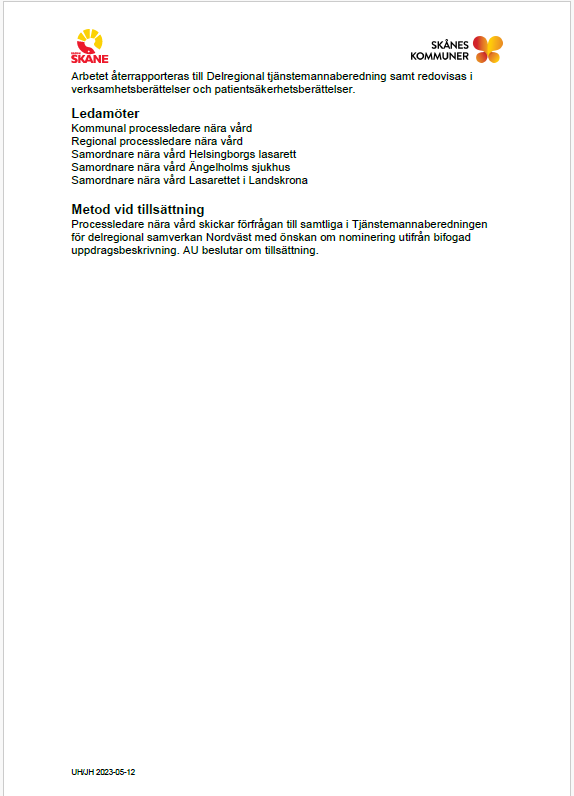 SKÅNE
SKÅNES
KOMMUNER
Arbetet återrapporteras till Delregional tjänstemannaberedning samt redovisas i
verksamhetsberättelser och patientsäkerhetsberättelser.
Ledamöter
Kommunal processledare nära vård
Regional processledare nära vård
Samordnare nära vård Helsingborgs lasarett
Samordnare nära vård Ängelholms sjukhus
Samordnare nära vård Lasarettet i Landskrona
Metod vid tillsättning
Processledare nära vård skickar förfrågan till samtliga i Tjänstemannaberedningen
för delregional samverkan Nordväst med önskan om nominering utifrån bifogad
uppdragsbeskrivning. AU beslutar om tillsättning.
UH/JH 2023-05-12